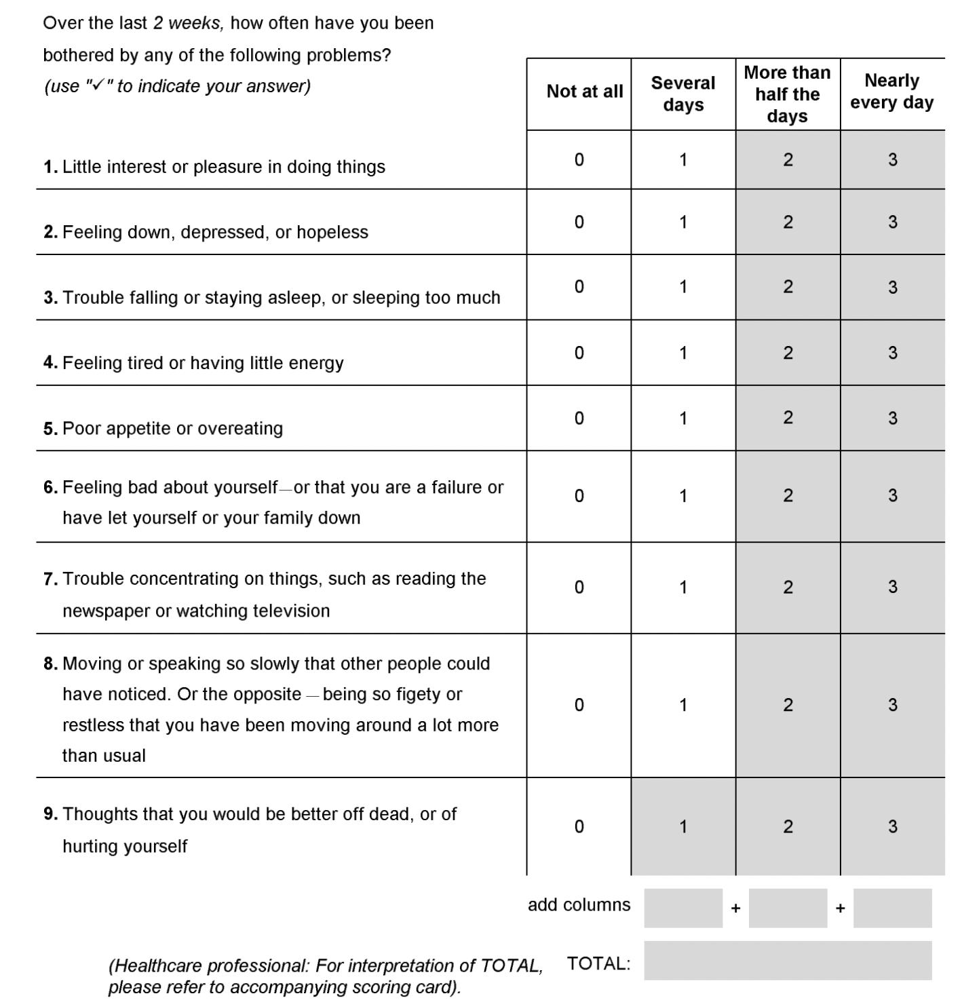 Over the last 2 weeks, how often have you been
bothered by any of the following problems?
(use "✓" to indicate your answer)
Not at all
Several
days
More than
half the
days
Nearly
every day
1. Little interest or pleasure in doing things
0 1 2 3
2. Feeling down, depressed, or hopeless
0 1 2 3
3. Trouble falling or staying asleep, or sleeping too much
0 1 2 3
4. Feeling tired or having little energy
0 1 2 3
5. Poor appetite or overeating
0 1 2 3
6. Feeling bad about yourself—or that you are a failure or
have let yourself or your family down
0 1 2 3
7. Trouble concentrating on things, such as reading the
newspaper or watching television
0 1 2 3
8. Moving or speaking so slowly that other people could
have noticed. Or the opposite — being so figety or
restless that you have been moving around a lot more
than usual
0 1 2 3
9. Thoughts that you would be better off dead, or of
hurting yourself
0 1 2 3
add columns + +
(Healthcare professional: For interpretation of TOTAL,
please refer to accompanying scoring card).
TOTAL: